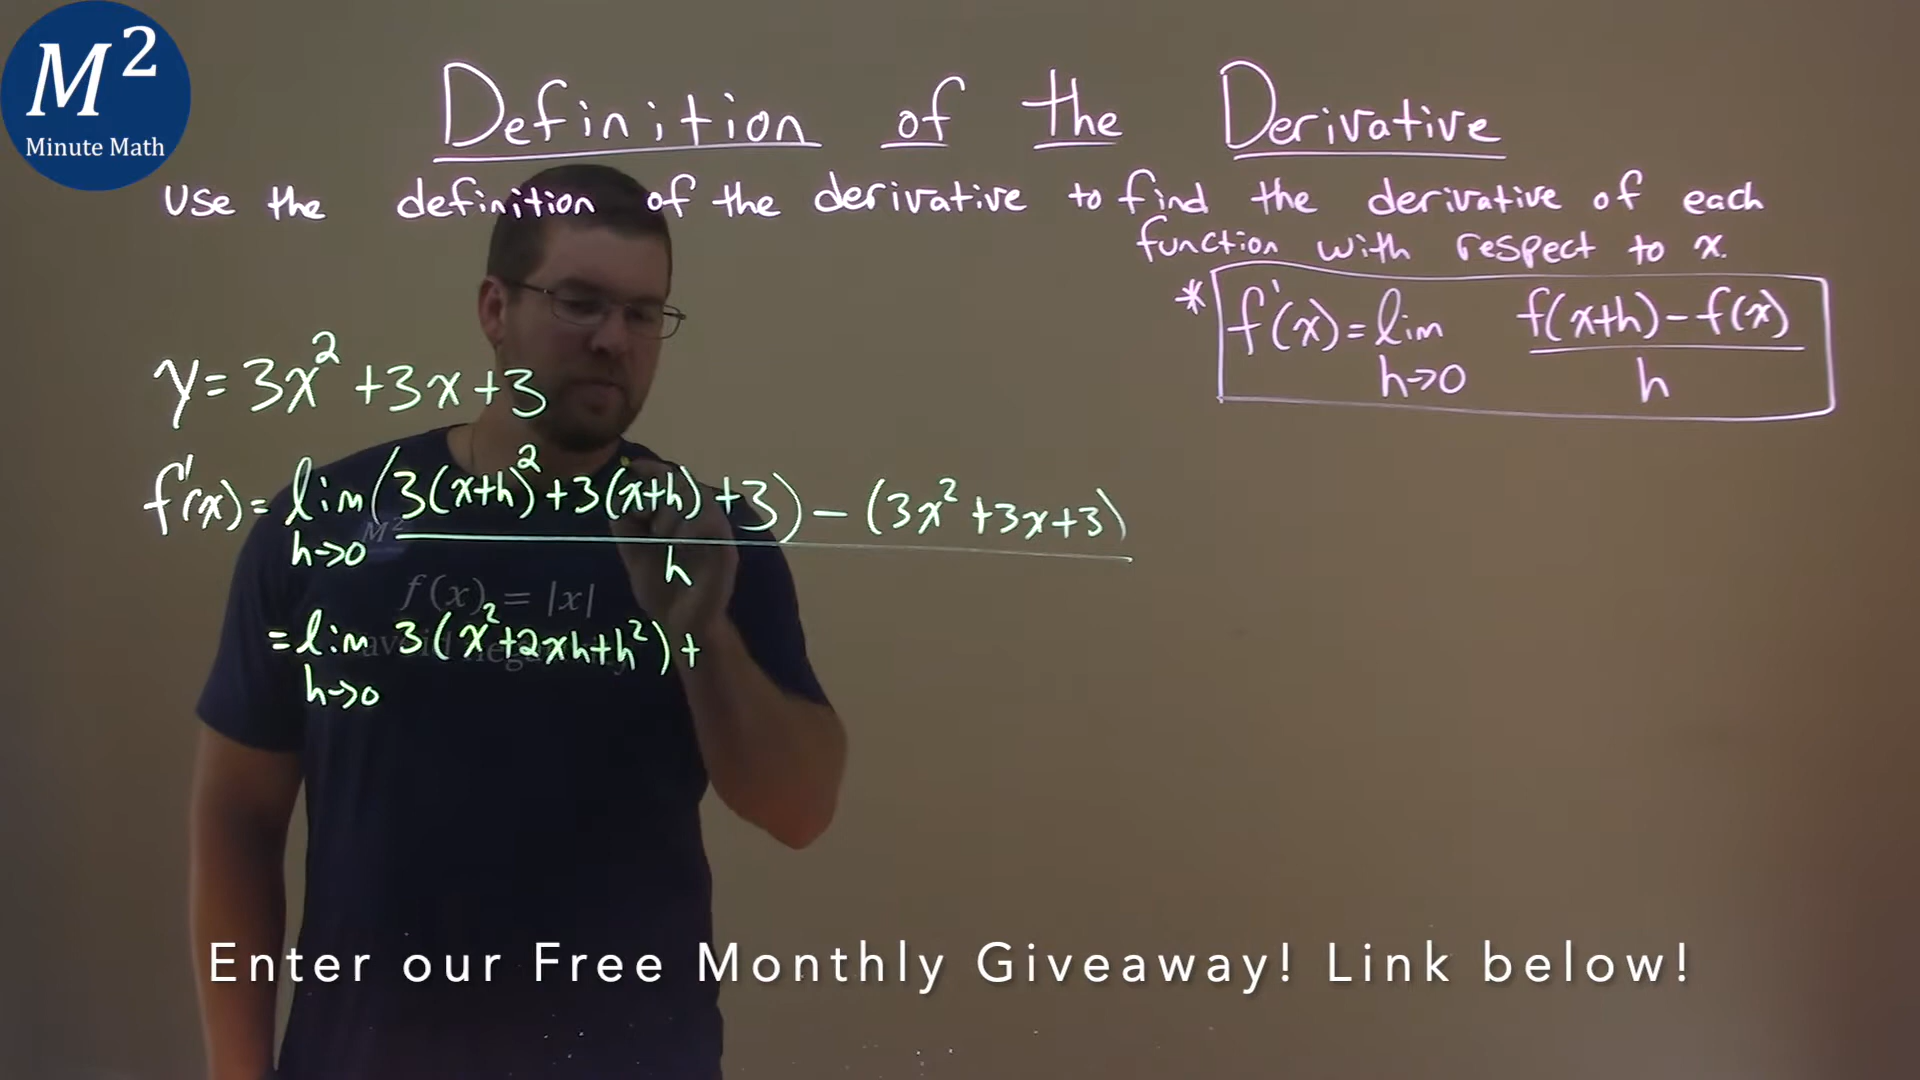 M²
Minute Math
Definition of the Derivative
Use the definition of the derivative to find the derivative of each
function with respect to x.
* f'(x) = lim f(x+h) - f(x)
h→0 h
y = 3x² + 3x + 3
f'(x) = lim (3(x+h)² + 3(x+h) + 3) - (3x² + 3x + 3)
h→0 h
M²
f(x) = |x|
= lim 3(x² + 2xh + h²) +
h→0
Enter our Free Monthly Giveaway! Link below!